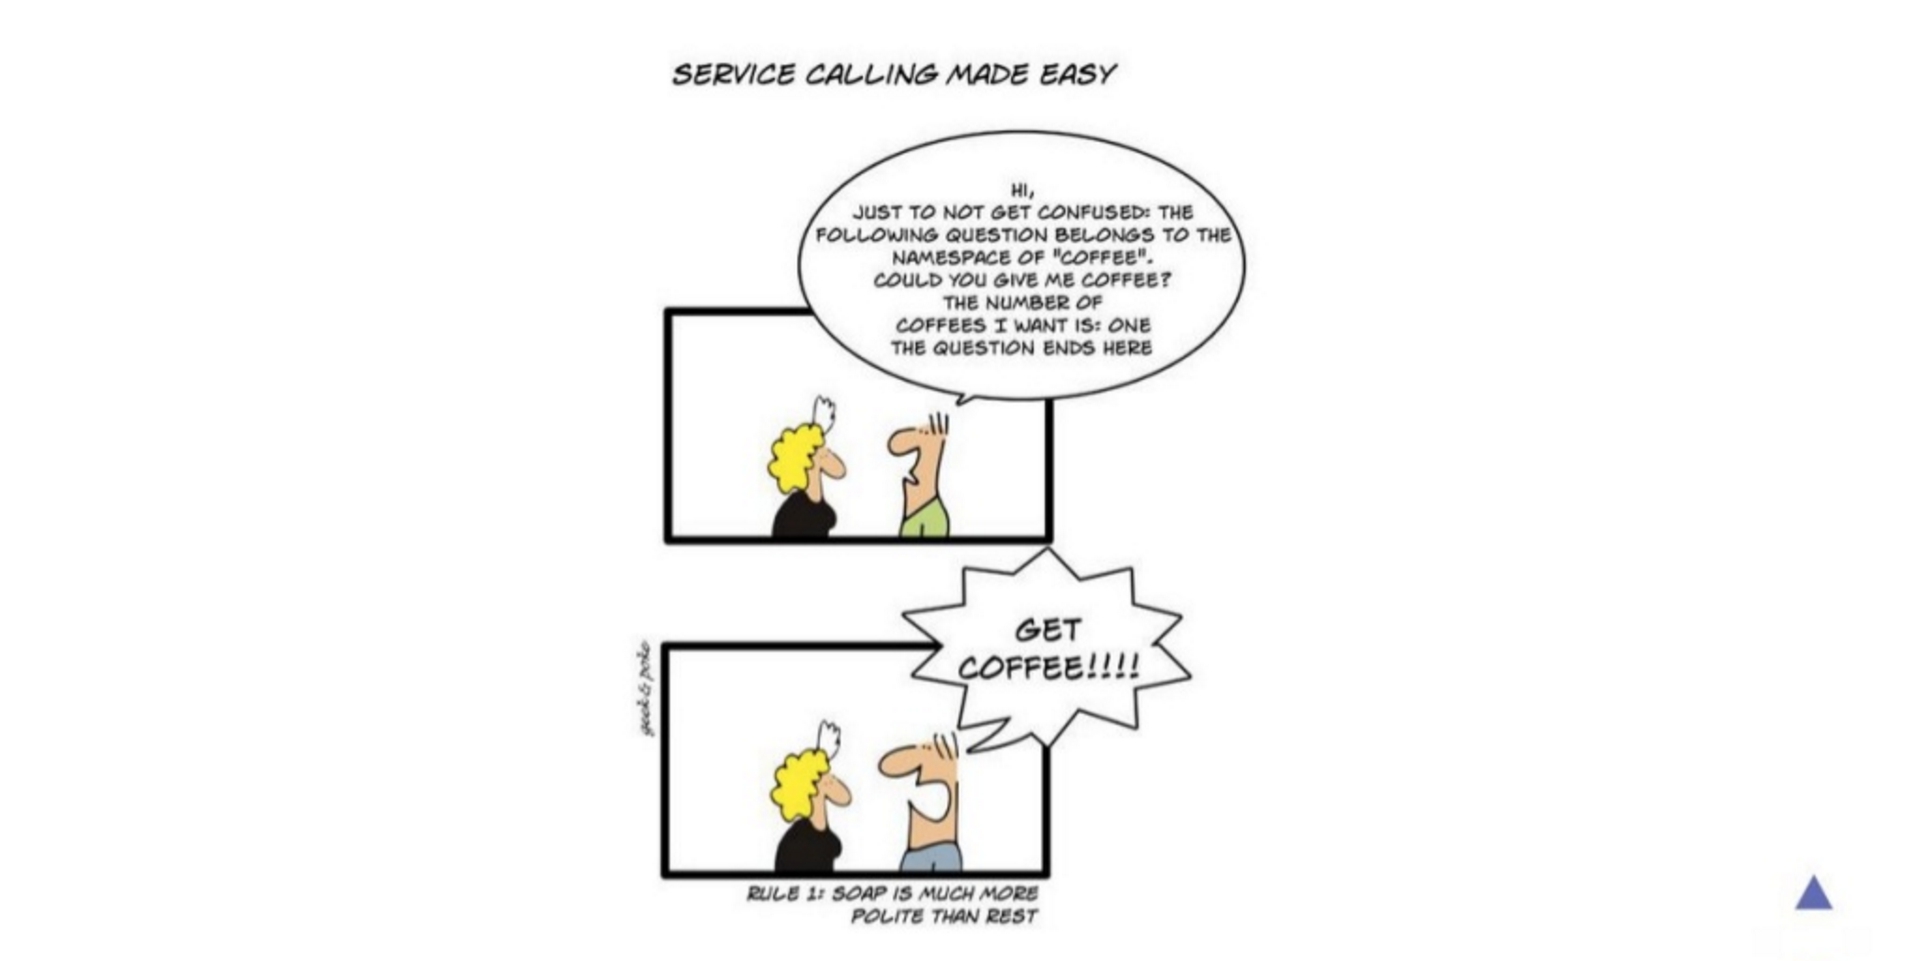 SERVICE CALLING MADE EASY
HI,
JUST TO NOT GET CONFUSED: THE
FOLLOWING QUESTION BELONGS TO THE
NAMESPACE OF "COFFEE".
COULD YOU GIVE ME COFFEE?
THE NUMBER OF
COFFEES I WANT IS: ONE
THE QUESTION ENDS HERE
GET
COFFEE!!!!
geek & poke
RULE 1: SOAP IS MUCH MORE
POLITE THAN REST